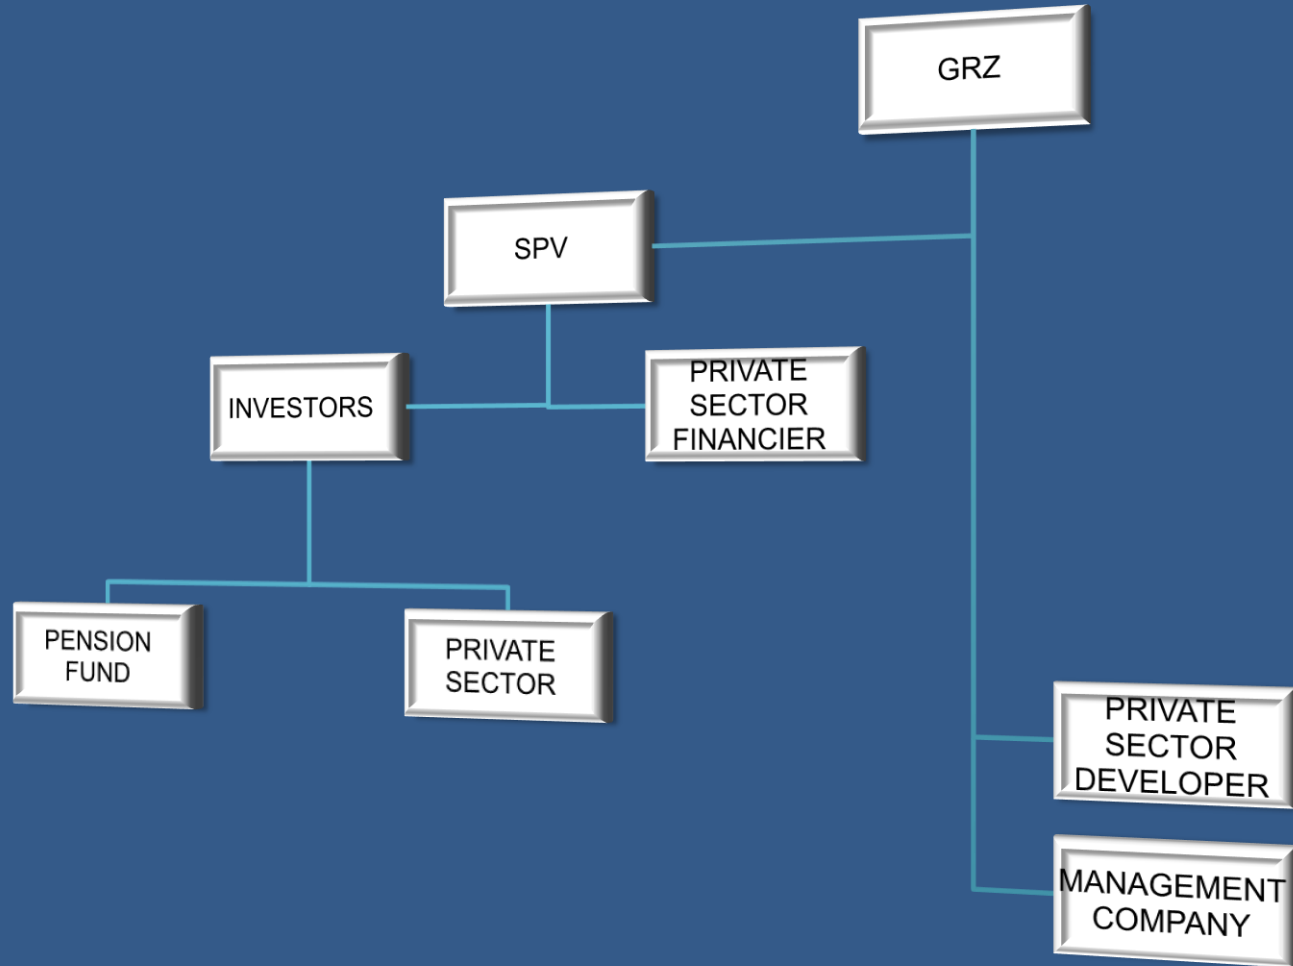 GRZ
SPV
INVESTORS
PRIVATE
SECTOR
FINANCIER
PENSION
FUND
PRIVATE
SECTOR
PRIVATE
SECTOR
DEVELOPER
MANAGEMENT
COMPANY